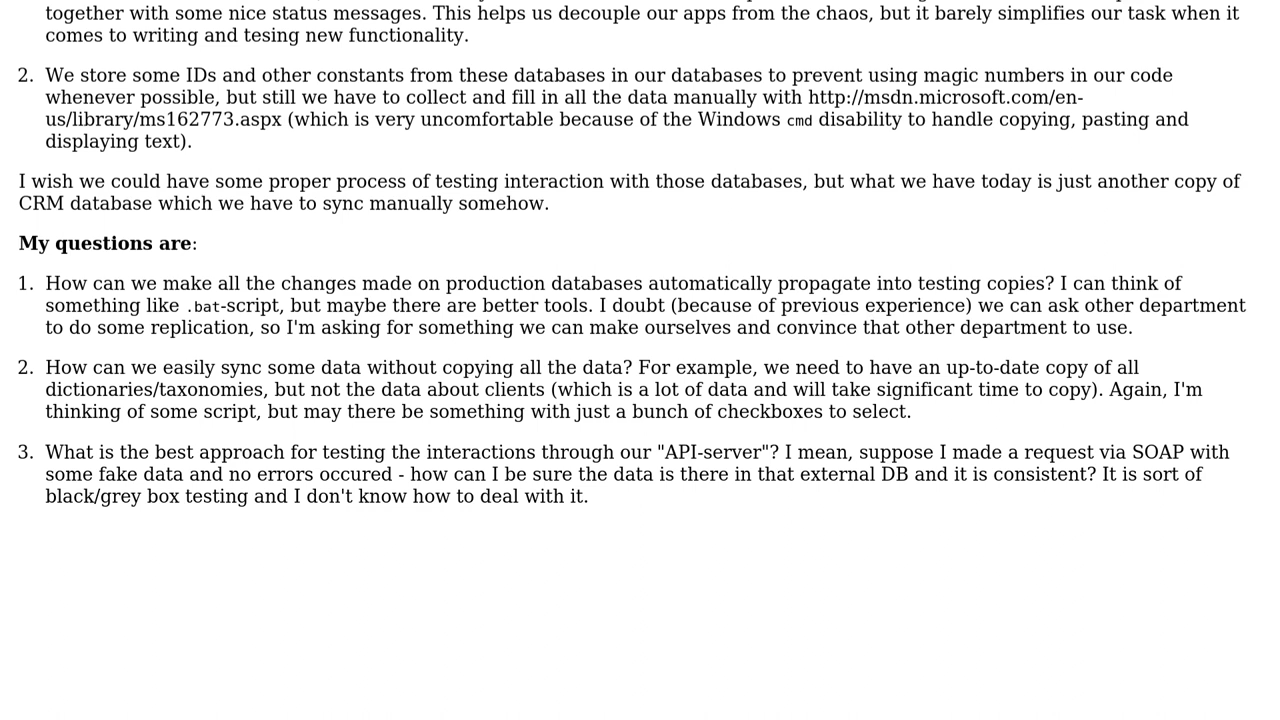 together with some nice status messages. This helps us decouple our apps from the chaos, but it barely simplifies our task when it
comes to writing and tesing new functionality.
2. We store some IDs and other constants from these databases in our databases to prevent using magic numbers in our code
whenever possible, but still we have to collect and fill in all the data manually with http://msdn.microsoft.com/en-
us/library/ms162773.aspx (which is very uncomfortable because of the Windows cmd disability to handle copying, pasting and
displaying text).
I wish we could have some proper process of testing interaction with those databases, but what we have today is just another copy of
CRM database which we have to sync manually somehow.
My questions are:
1. How can we make all the changes made on production databases automatically propagate into testing copies? I can think of
something like .bat-script, but maybe there are better tools. I doubt (because of previous experience) we can ask other department
to do some replication, so I'm asking for something we can make ourselves and convince that other department to use.
2. How can we easily sync some data without copying all the data? For example, we need to have an up-to-date copy of all
dictionaries/taxonomies, but not the data about clients (which is a lot of data and will take significant time to copy). Again, I'm
thinking of some script, but may there be something with just a bunch of checkboxes to select.
3. What is the best approach for testing the interactions through our "API-server"? I mean, suppose I made a request via SOAP with
some fake data and no errors occured - how can I be sure the data is there in that external DB and it is consistent? It is sort of
black/grey box testing and I don't know how to deal with it.